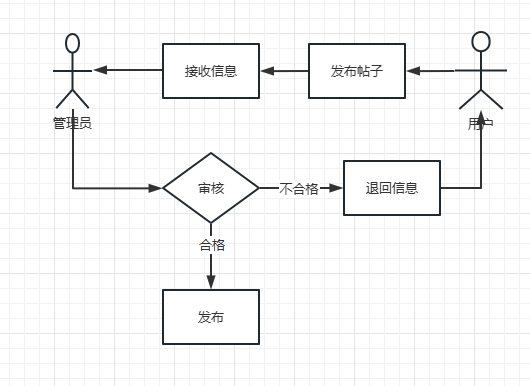 接收信息
发布帖子
管理员
用户
审核
不合格
退回信息
合格
发布